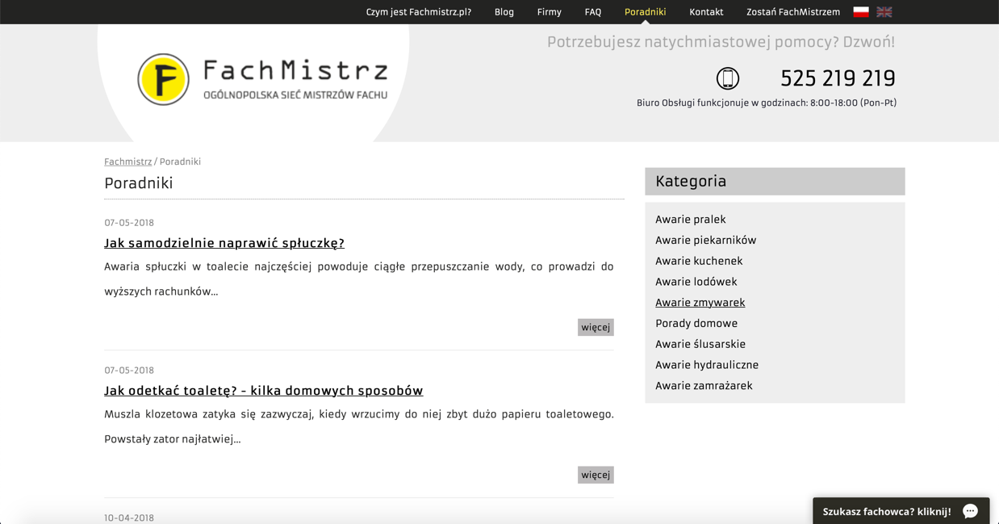 Czym jest Fachmistrz.pl? Blog Firmy FAQ Poradniki Kontakt Zostań FachMistrzem
Potrzebujesz natychmiastowej pomocy? Dzwoń!
F
FachMistrz
OGÓLNOPOLSKA SIEĆ MISTRZÓW FACHU
525 219 219
Biuro Obsługi funkcjonuje w godzinach: 8:00-18:00 (Pon-Pt)
Fachmistrz / Poradniki
Poradniki
07-05-2018
Jak samodzielnie naprawić spłuczkę?
Awaria spłuczki w toalecie najczęściej powoduje ciągłe przepuszczanie wody, co prowadzi do
wyższych rachunków...
więcej
07-05-2018
Jak odetkać toaletę? - kilka domowych sposobów
Muszla klozetowa zatyka się zazwyczaj, kiedy wrzucimy do niej zbyt dużo papieru toaletowego.
Powstały zator najłatwiej...
więcej
10-04-2018
Kategoria
Awarie pralek
Awarie piekarników
Awarie kuchenek
Awarie lodówek
Awarie zmywarek
Porady domowe
Awarie ślusarskie
Awarie hydrauliczne
Awarie zamrażarek
Szukasz fachowca? kliknij!